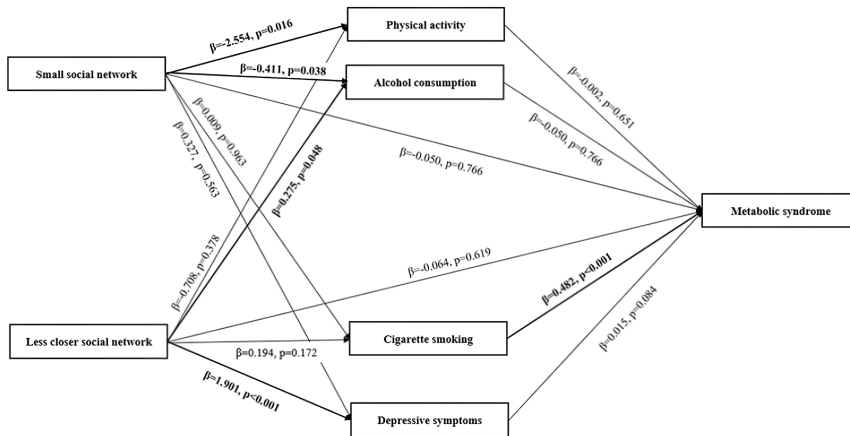 Physical activity
β=-2.554, p=0.016
Small social network
β=-0.411, p=0.038
Alcohol consumption
β=-0.002, p=0.651
β=-0.050, p=0.766
β=0.009, p=0.963
β=0.327, p=0.563
β=-0.050, p=0.766
β=0.275, p=0.048
Metabolic syndrome
β=-0.708, p=0.378
β=-0.064, p=0.619
β=0.482, p<0.001
Less closer social network
Cigarette smoking
β=0.194, p=0.172
β=0.015, p=0.084
β=1.901, p<0.001
Depressive symptoms